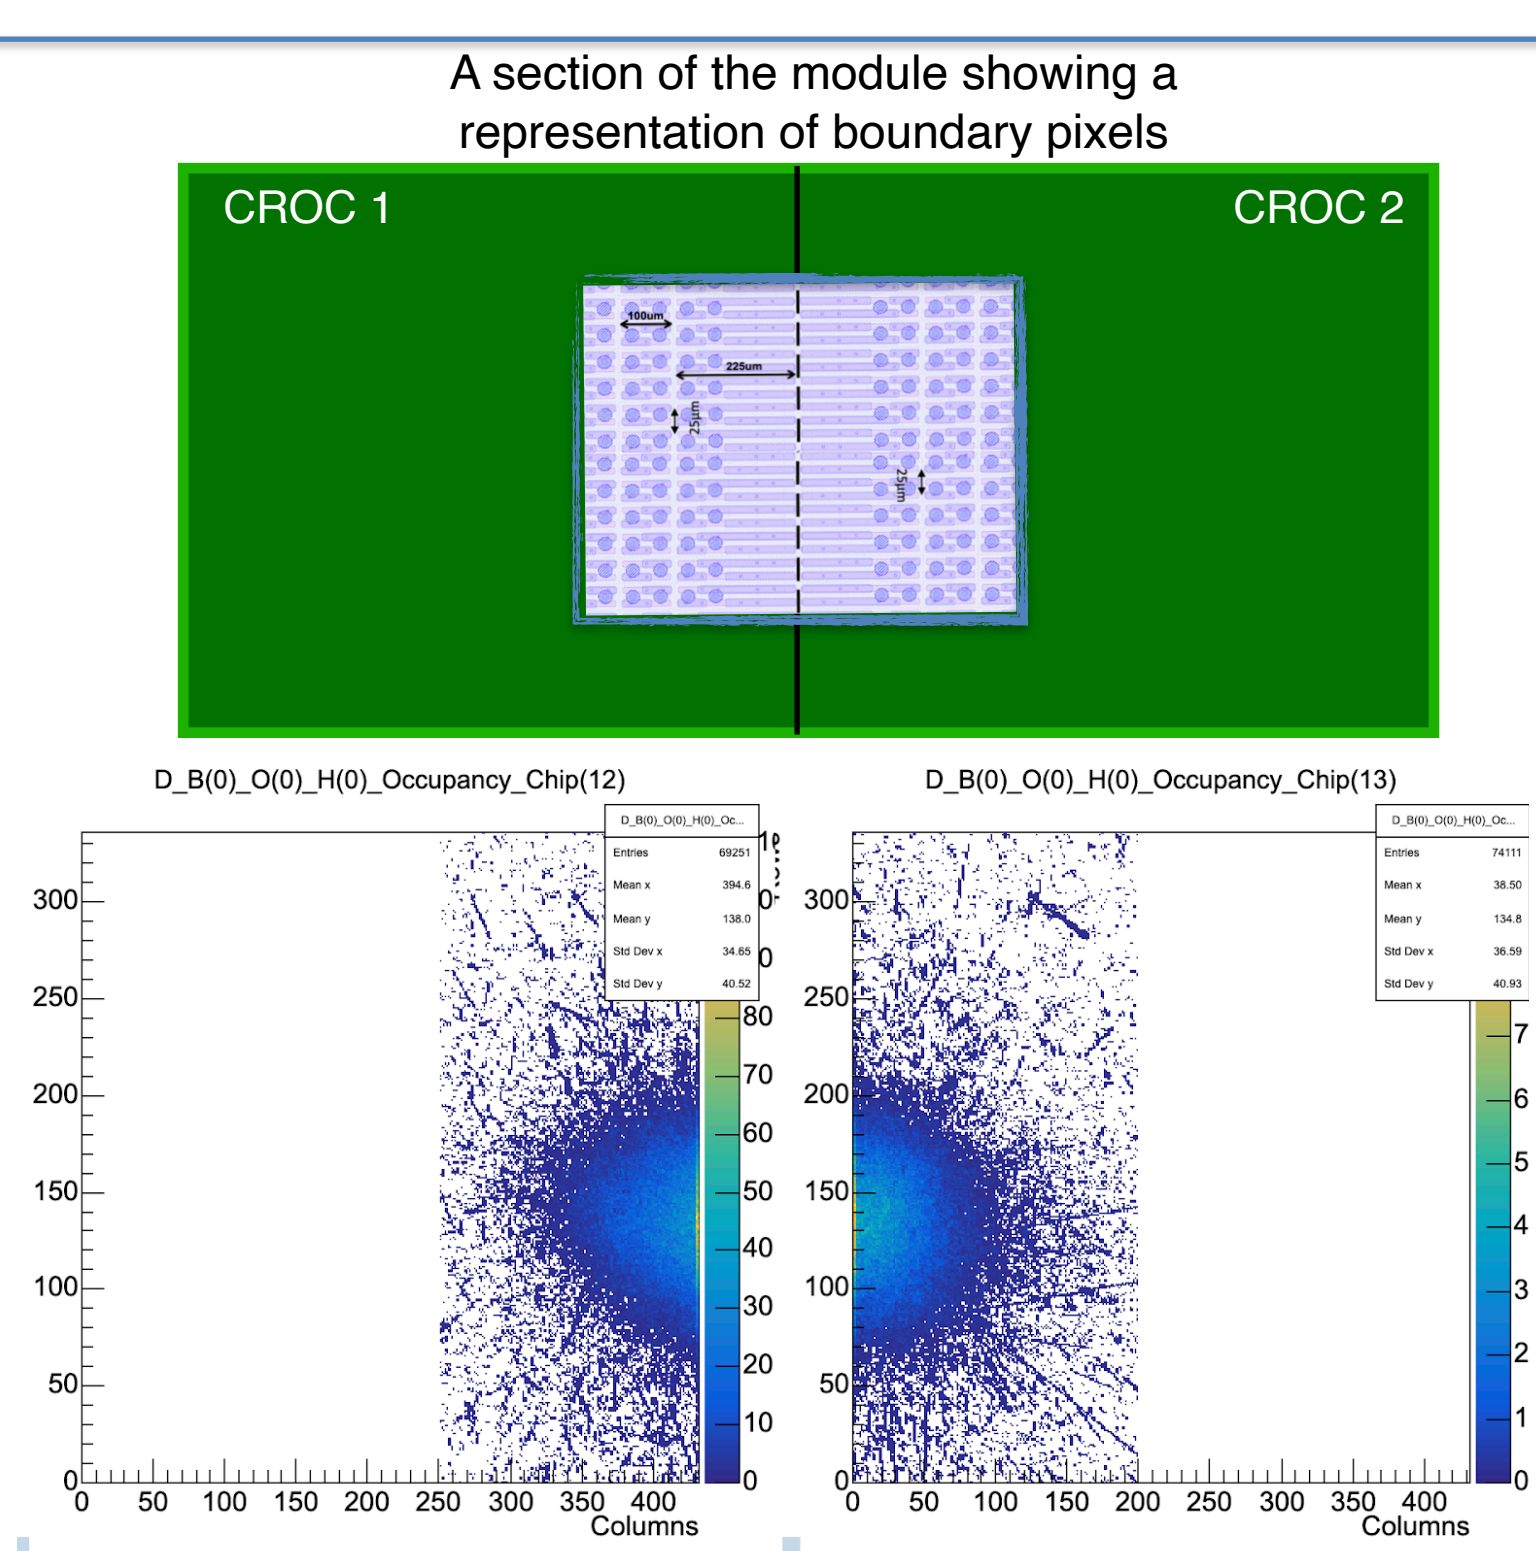 A section of the module showing a
representation of boundary pixels
CROC 1
CROC 2
100um
225um
25μm
25μm
D_B(0)_O(0)_H(0)_Occupancy_Chip(12)
D_B(0)_O(0)_H(0)_Oc...
Entries 69251
Mean x 394.6
Mean y 138.0
Std Dev x 34.65
Std Dev y 40.52
300
250
200
150
100
50
0
0 50 100 150 200 250 300 350 400
Columns
80
70
60
50
40
30
20
10
0
D_B(0)_O(0)_H(0)_Occupancy_Chip(13)
D_B(0)_O(0)_H(0)_Oc...
Entries 74111
Mean x 38.50
Mean y 134.8
Std Dev x 36.59
Std Dev y 40.93
300
250
200
150
100
50
0
0 50 100 150 200 250 300 350 400
Columns
7
6
5
4
3
2
1
0